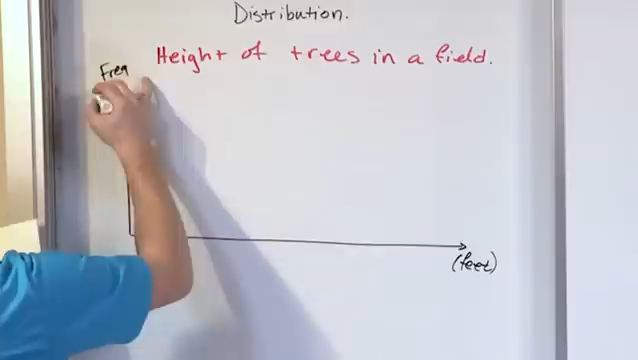 Distribution.
Height of trees in a field.
Freq
(feet)